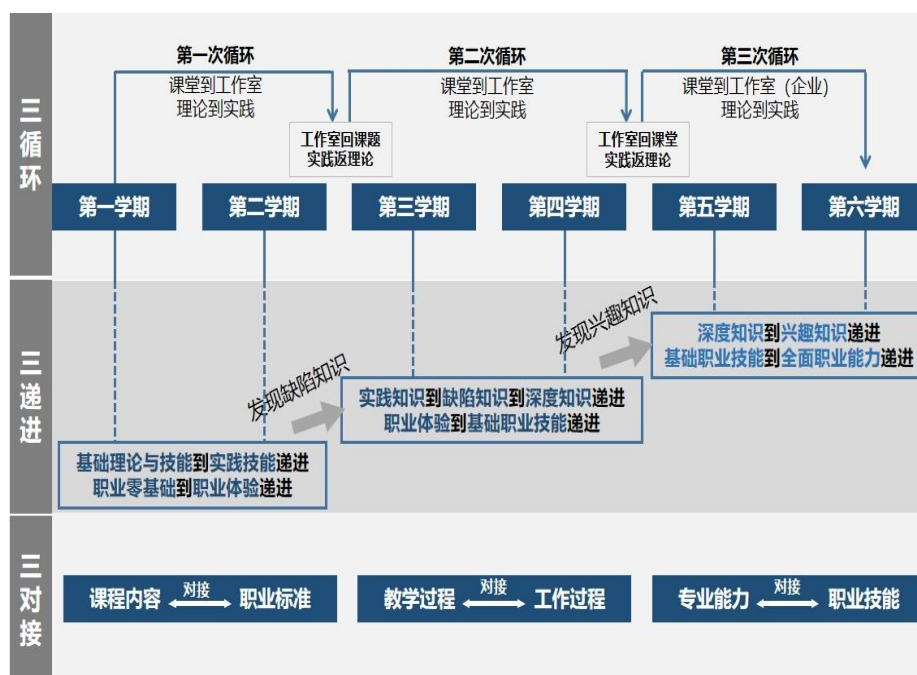 三循环
第一次循环
课堂到工作室
理论到实践
第二次循环
课堂到工作室
理论到实践
第三次循环
课堂到工作室（企业）
理论到实践
工作室回课题
实践返理论
工作室回课堂
实践返理论
第一学期
第二学期
第三学期
第四学期
第五学期
第六学期
三递进
发现缺陷知识
发现兴趣知识
深度知识到兴趣知识递进
基础职业技能到全面职业能力递进
实践知识到缺陷知识到深度知识递进
职业体验到基础职业技能递进
基础理论与技能到实践技能递进
职业零基础到职业体验递进
三对接
课程内容 对接 职业标准
教学过程 对接 工作过程
专业能力 对接 职业技能